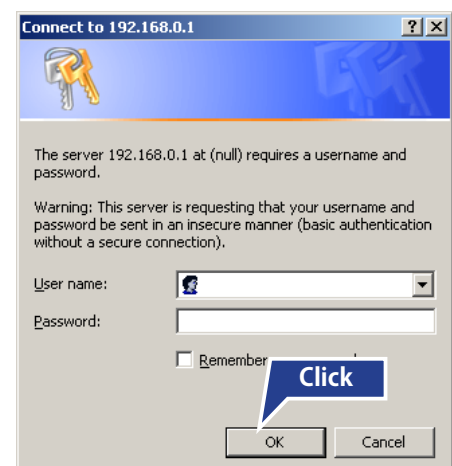 Connect to 192.168.0.1
The server 192.168.0.1 at (null) requires a username and
password.
Warning: This server is requesting that your username and
password be sent in an insecure manner (basic authentication
without a secure connection).
User name:
Password:
Remember
Click
OK Cancel